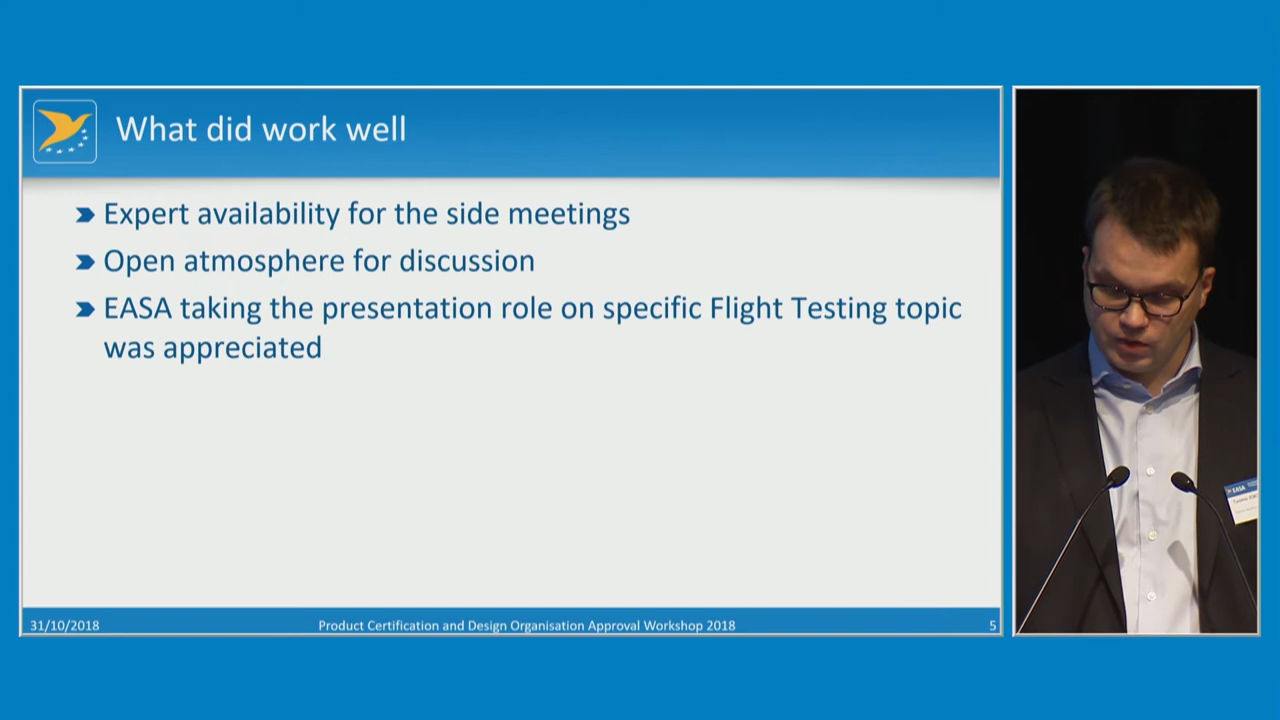 What did work well
Expert availability for the side meetings
Open atmosphere for discussion
EASA taking the presentation role on specific Flight Testing topic
was appreciated
31/10/2018
Product Certification and Design Organisation Approval Workshop 2018
5
EASA